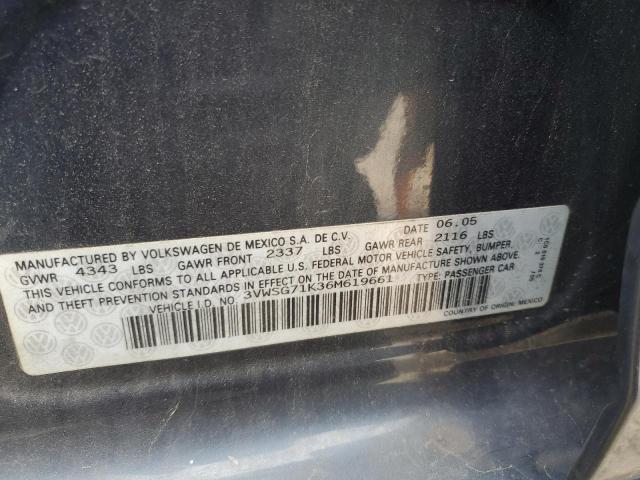 MANUFACTURED BY VOLKSWAGEN DE MEXICO S.A. DE C.V. DATE 06.05
GVWR 4343 LBS GAWR FRONT 2337 LBS GAWR REAR 2116 LBS
THIS VEHICLE CONFORMS TO ALL APPLICABLE U.S. FEDERAL MOTOR VEHICLE SAFETY, BUMPER,
AND THEFT PREVENTION STANDARDS IN EFFECT ON THE DATE OF MANUFACTURE SHOWN ABOVE.
VEHICLE I.D. NO. 3VWSG71K36M619661 TYPE: PASSENGER CAR
COUNTRY OF ORIGIN: MEXICO